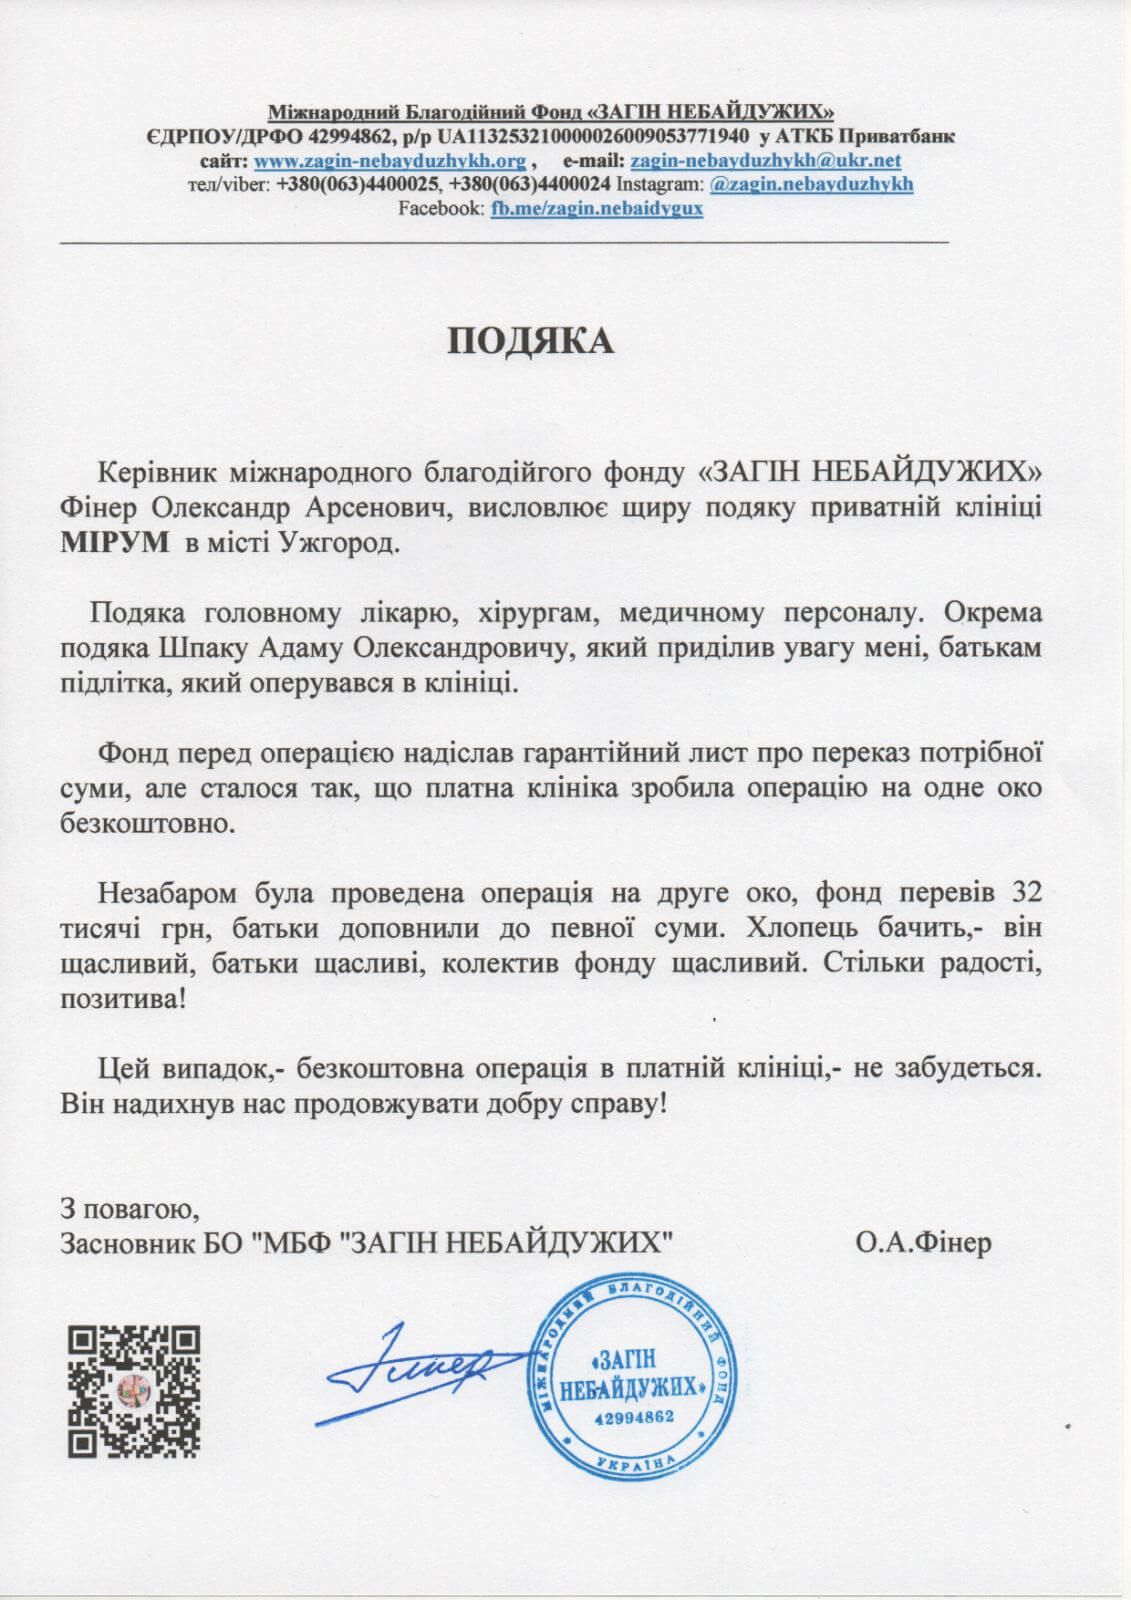 Міжнародний Благодійний Фонд «ЗАГІН НЕБАЙДУЖИХ»
ЄДРПОУ/ДРФО 42994862, р/р UA113253210000026009053771940 у АТКБ Приватбанк
сайт: www.zagin-nebayduzhykh.org , e-mail: zagin-nebayduzhykh@ukr.net
тел/viber: +380(063)4400025, +380(063)4400024 Instagram: @zagin.nebayduzhykh
Facebook: fb.me/zagin.nebaidygux
ПОДЯКА
Керівник міжнародного благодійгого фонду «ЗАГІН НЕБАЙДУЖИХ»
Фінер Олександр Арсенович, висловлює щиру подяку приватній клініці
МІРУМ в місті Ужгород.
Подяка головному лікарю, хірургам, медичному персоналу. Окрема
подяка Шпаку Адаму Олександровичу, який приділив увагу мені, батькам
підлітка, який оперувався в клініці.
Фонд перед операцією надіслав гарантійний лист про переказ потрібної
суми, але сталося так, що платна клініка зробила операцію на одне око
безкоштовно.
Незабаром була проведена операція на друге око, фонд перевів 32
тисячі грн, батьки доповнили до певної суми. Хлопець бачить,- він
щасливий, батьки щасливі, колектив фонду щасливий. Стільки радості,
позитива!
Цей випадок,- безкоштовна операція в платній клініці,- не забудеться.
Він надихнув нас продовжувати добру справу!
З повагою,
Засновник БО "МБФ "ЗАГІН НЕБАЙДУЖИХ" О.А.Фінер
Фінер
МІЖНАРОДНИЙ БЛАГОДІЙНИЙ ФОНД
«ЗАГІН
НЕБАЙДУЖИХ»
42994862
* УКРАЇНА *